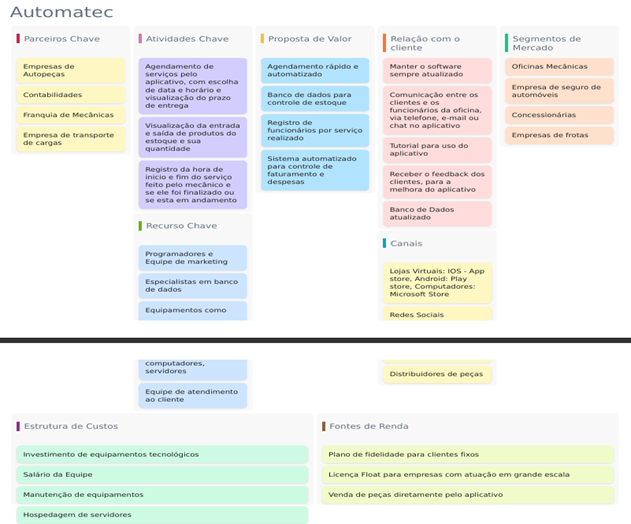 Automatec
Parceiros Chave
Empresas de
Autopeças
Contabilidades
Franquia de Mecânicas
Empresa de transporte
de cargas
Atividades Chave
Agendamento de
serviços pelo
aplicativo, com escolha
de data e horário e
visualização do prazo
de entrega
Visualização da entrada
e saída de produtos do
estoque e sua
quantidade
Registro da hora de
inicio e fim do serviço
feito pelo mecânico e
se ele foi finalizado ou
se esta em andamento
Recurso Chave
Programadores e
Equipe de marketing
Especialistas em banco
de dados
Equipamentos como
Proposta de Valor
Agendamento rápido e
automatizado
Banco de dados para
controle de estoque
Registro de
funcionários por serviço
realizado
Sistema automatizado
para controle de
faturamento e
despesas
Relação com o
cliente
Manter o software
sempre atualizado
Comunicação entre os
clientes e os
funcionários da oficina,
via telefone, e-mail ou
chat no aplicativo
Tutorial para uso do
aplicativo
Receber o feedback dos
clientes, para a
melhora do aplicativo
Banco de Dados
atualizado
Canais
Lojas Virtuais: IOS - App
store, Android: Play
store, Computadores:
Microsoft Store
Redes Sociais
Segmentos de
Mercado
Oficinas Mecânicas
Empresa de seguro de
automóveis
Concessionárias
Empresas de frotas
computadores,
servidores
Equipe de atendimento
ao cliente
Distribuidores de peças
Estrutura de Custos
Investimento de equipamentos tecnológicos
Salário da Equipe
Manutenção de equipamentos
Hospedagem de servidores
Fontes de Renda
Plano de fidelidade para clientes fixos
Licença Float para empresas com atuação em grande escala
Venda de peças diretamente pelo aplicativo